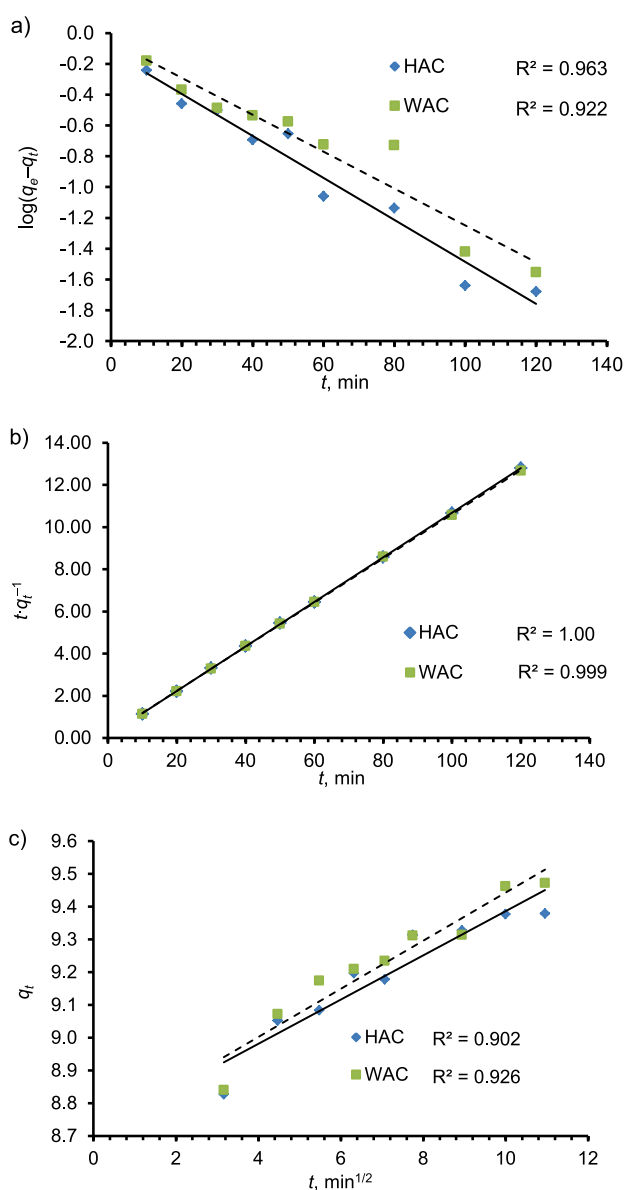 a)
0.0
-0.2
-0.4
-0.6
-0.8
-1.0
-1.2
-1.4
-1.6
-1.8
-2.0
log(qₑ–qₜ)
HAC R² = 0.963
WAC R² = 0.922
0 20 40 60 80 100 120 140
t, min
b)
14.00
12.00
10.00
8.00
6.00
4.00
2.00
0.00
t·qₜ⁻¹
HAC R² = 1.00
WAC R² = 0.999
0 20 40 60 80 100 120 140
t, min
c)
9.6
9.5
9.4
9.3
9.2
9.1
9.0
8.9
8.8
8.7
qₜ
HAC R² = 0.902
WAC R² = 0.926
0 2 4 6 8 10 12
t, min¹ᐟ²